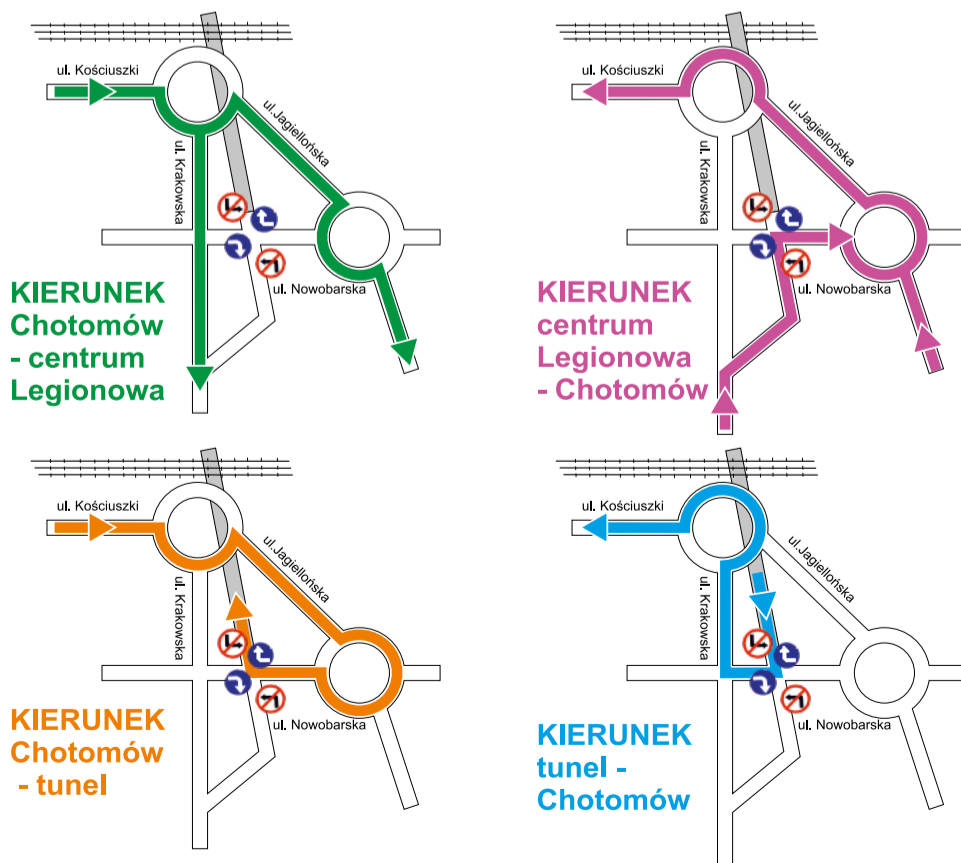 ul. Kościuszki
ul.Jagiellońska
ul. Krakowska
ul. Nowobarska
KIERUNEK
Chotomów
- centrum
Legionowa
ul. Kościuszki
ul.Jagiellońska
ul. Krakowska
ul. Nowobarska
KIERUNEK
centrum
Legionowa
- Chotomów
ul. Kościuszki
ul.Jagiellońska
ul. Krakowska
ul. Nowobarska
KIERUNEK
Chotomów
- tunel
ul. Kościuszki
ul.Jagiellońska
ul. Krakowska
ul. Nowobarska
KIERUNEK
tunel -
Chotomów